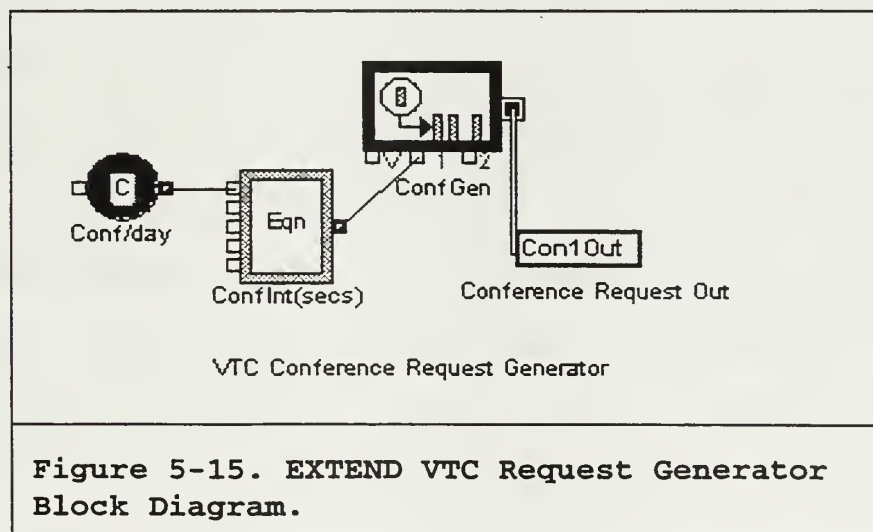 V 1 2
ConfGen
C
Conf/day
Eqn
ConfInt(secs)
Con1Out
Conference Request Out
VTC Conference Request Generator
Figure 5-15. EXTEND VTC Request Generator
Block Diagram.